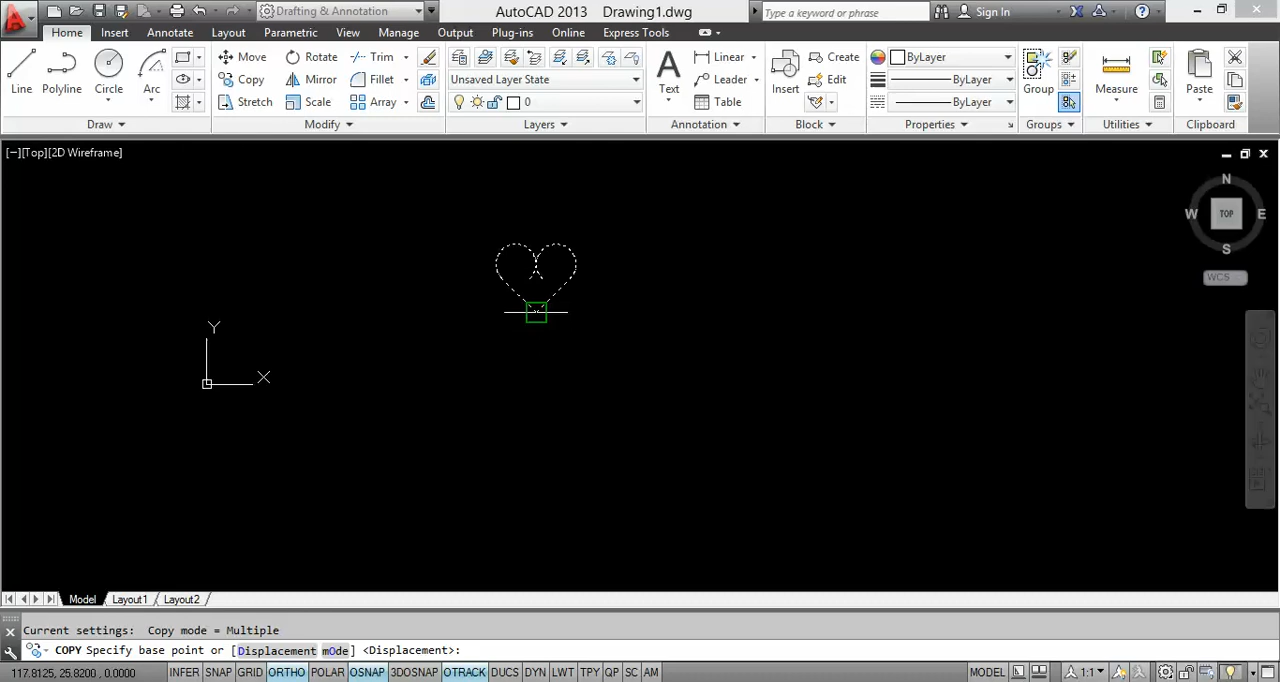 Drafting & Annotation AutoCAD 2013 Drawing1.dwg Type a keyword or phrase Sign In
Home Insert Annotate Layout Parametric View Manage Output Plug-ins Online Express Tools
Line Polyline Circle Arc
Move Rotate Trim
Copy Mirror Fillet
Stretch Scale Array
Unsaved Layer State
0
Text
Linear
Leader
Table
Insert
Create
Edit
ByLayer
ByLayer
ByLayer
Group
Measure
Paste
Draw Modify Layers Annotation Block Properties Groups Utilities Clipboard
[−][Top][2D Wireframe]
N
W TOP E
S
WCS
Y
X
Model Layout1 Layout2
Current settings: Copy mode = Multiple
COPY Specify base point or [Displacement mOde] <Displacement>:
117.8125, 25.8200, 0.0000 INFER SNAP GRID ORTHO POLAR OSNAP 3DOSNAP OTRACK DUCS DYN LWT TPY QP SC AM MODEL 1:1